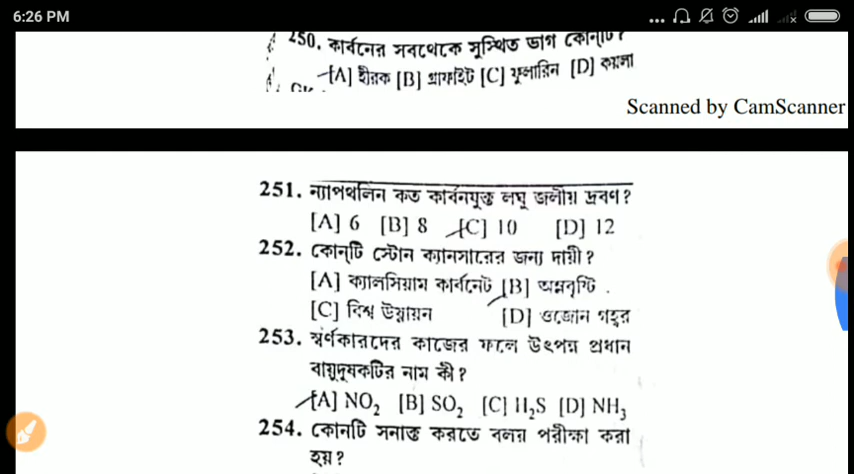 6:26 PM
250. কার্বনের সবথেকে সুস্থিত ভাগ কোন্‌টি?
[A] হীরক [B] গ্রাফাইট [C] ফুলারিন [D] কয়লা
Scanned by CamScanner
251. ন্যাপথলিন কত কার্বনযুক্ত লঘু জলীয় দ্রবণ?
[A] 6 [B] 8 [C] 10 [D] 12
252. কোন্‌টি স্টোন ক্যানসারের জন্য দায়ী?
[A] ক্যালসিয়াম কার্বনেট [B] অম্লবৃষ্টি .
[C] বিশ্ব উষ্ণায়ন [D] ওজোন গহ্বর
253. স্বর্ণকারদের কাজের ফলে উৎপন্ন প্রধান
বায়ুদূষকটির নাম কী?
[A] NO₂ [B] SO₂ [C] H₂S [D] NH₃
254. কোনটি সনাক্ত করতে বলয় পরীক্ষা করা
হয়?